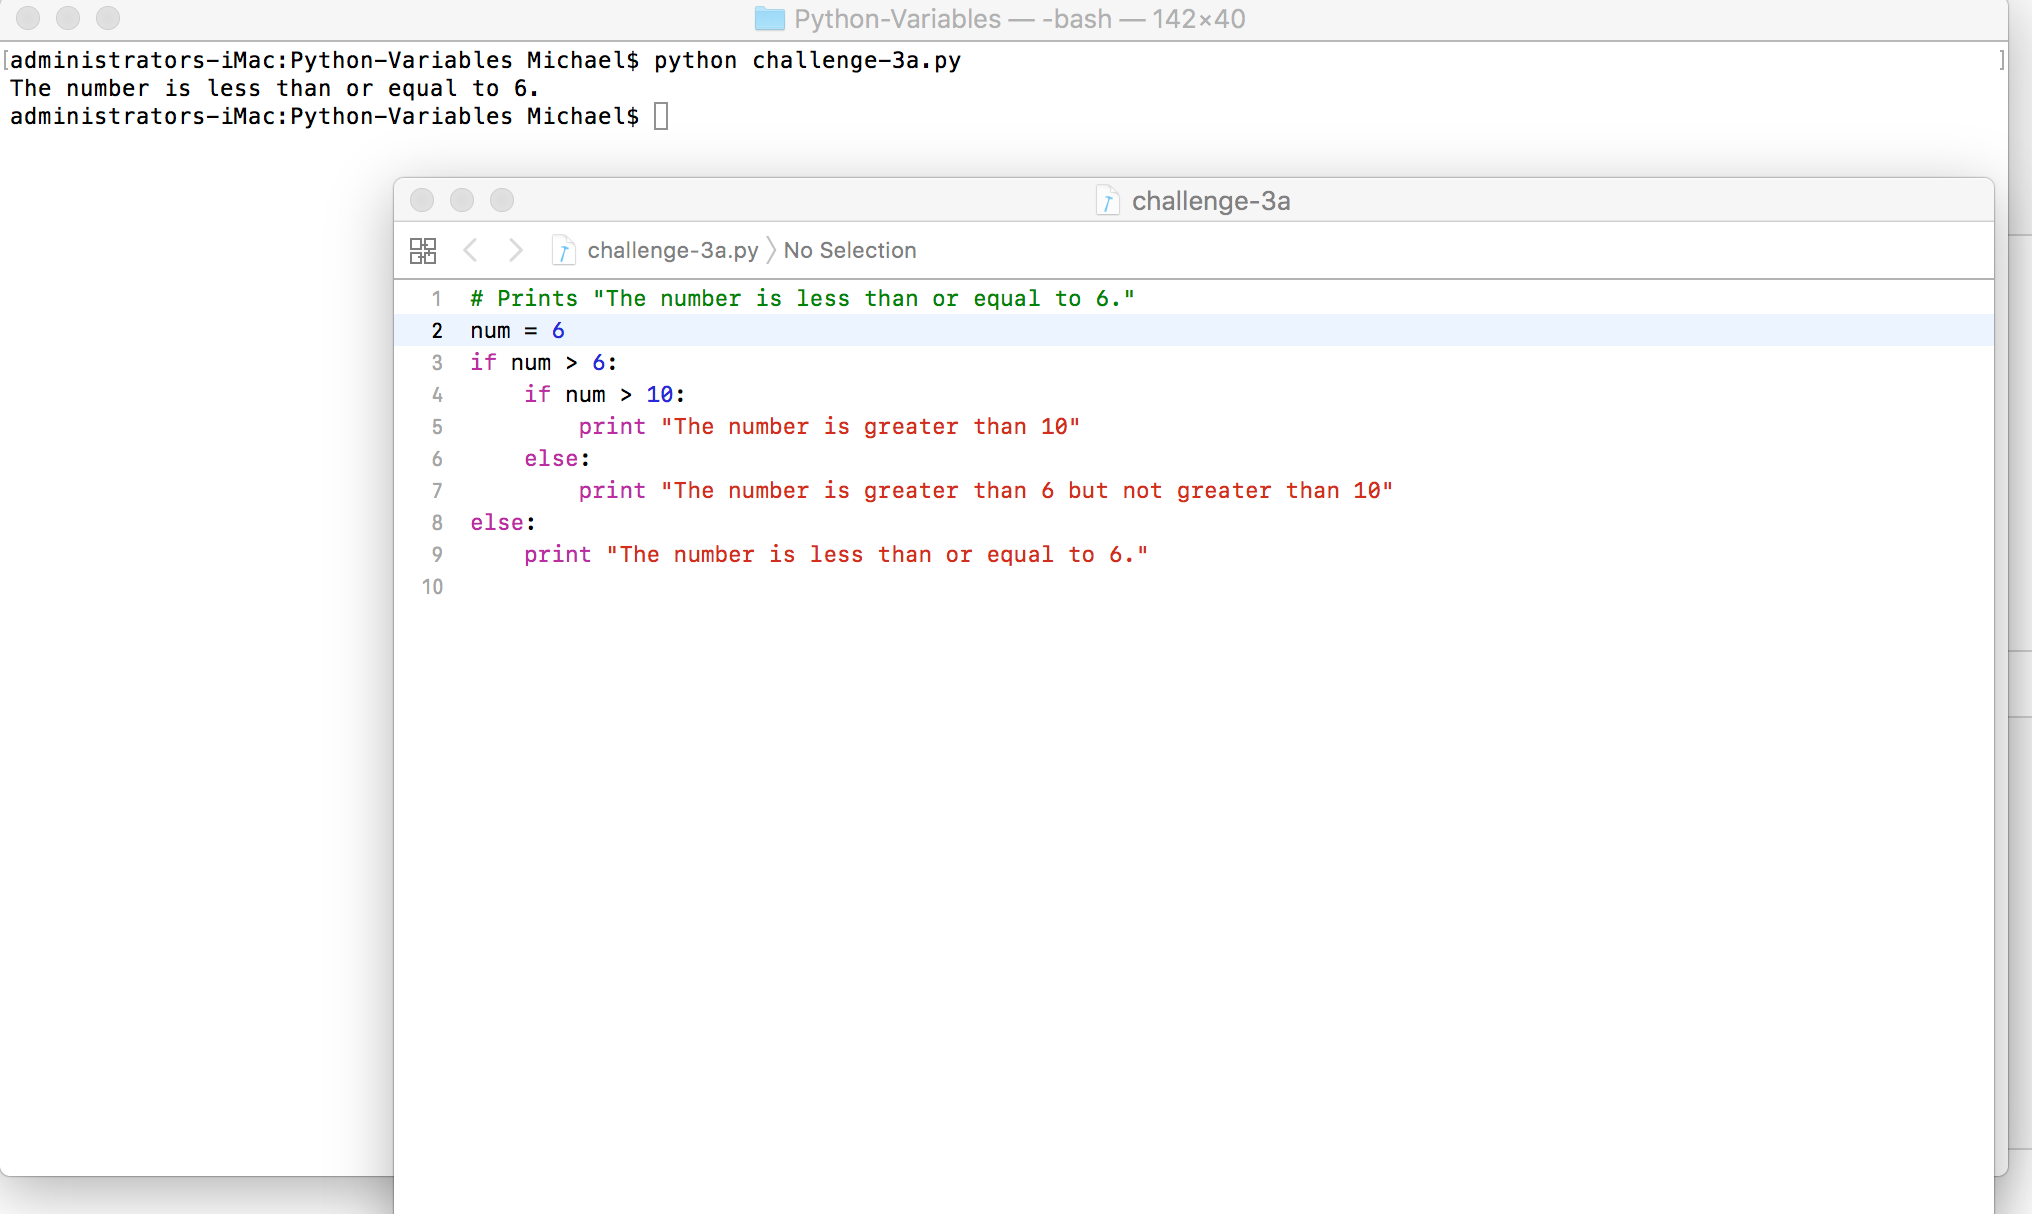 Python-Variables — -bash — 142×40
[administrators-iMac:Python-Variables Michael$ python challenge-3a.py ]
The number is less than or equal to 6.
administrators-iMac:Python-Variables Michael$
challenge-3a
challenge-3a.py 〉 No Selection
1 # Prints "The number is less than or equal to 6."
2 num = 6
3 if num > 6:
4     if num > 10:
5         print "The number is greater than 10"
6     else:
7         print "The number is greater than 6 but not greater than 10"
8 else:
9     print "The number is less than or equal to 6."
10